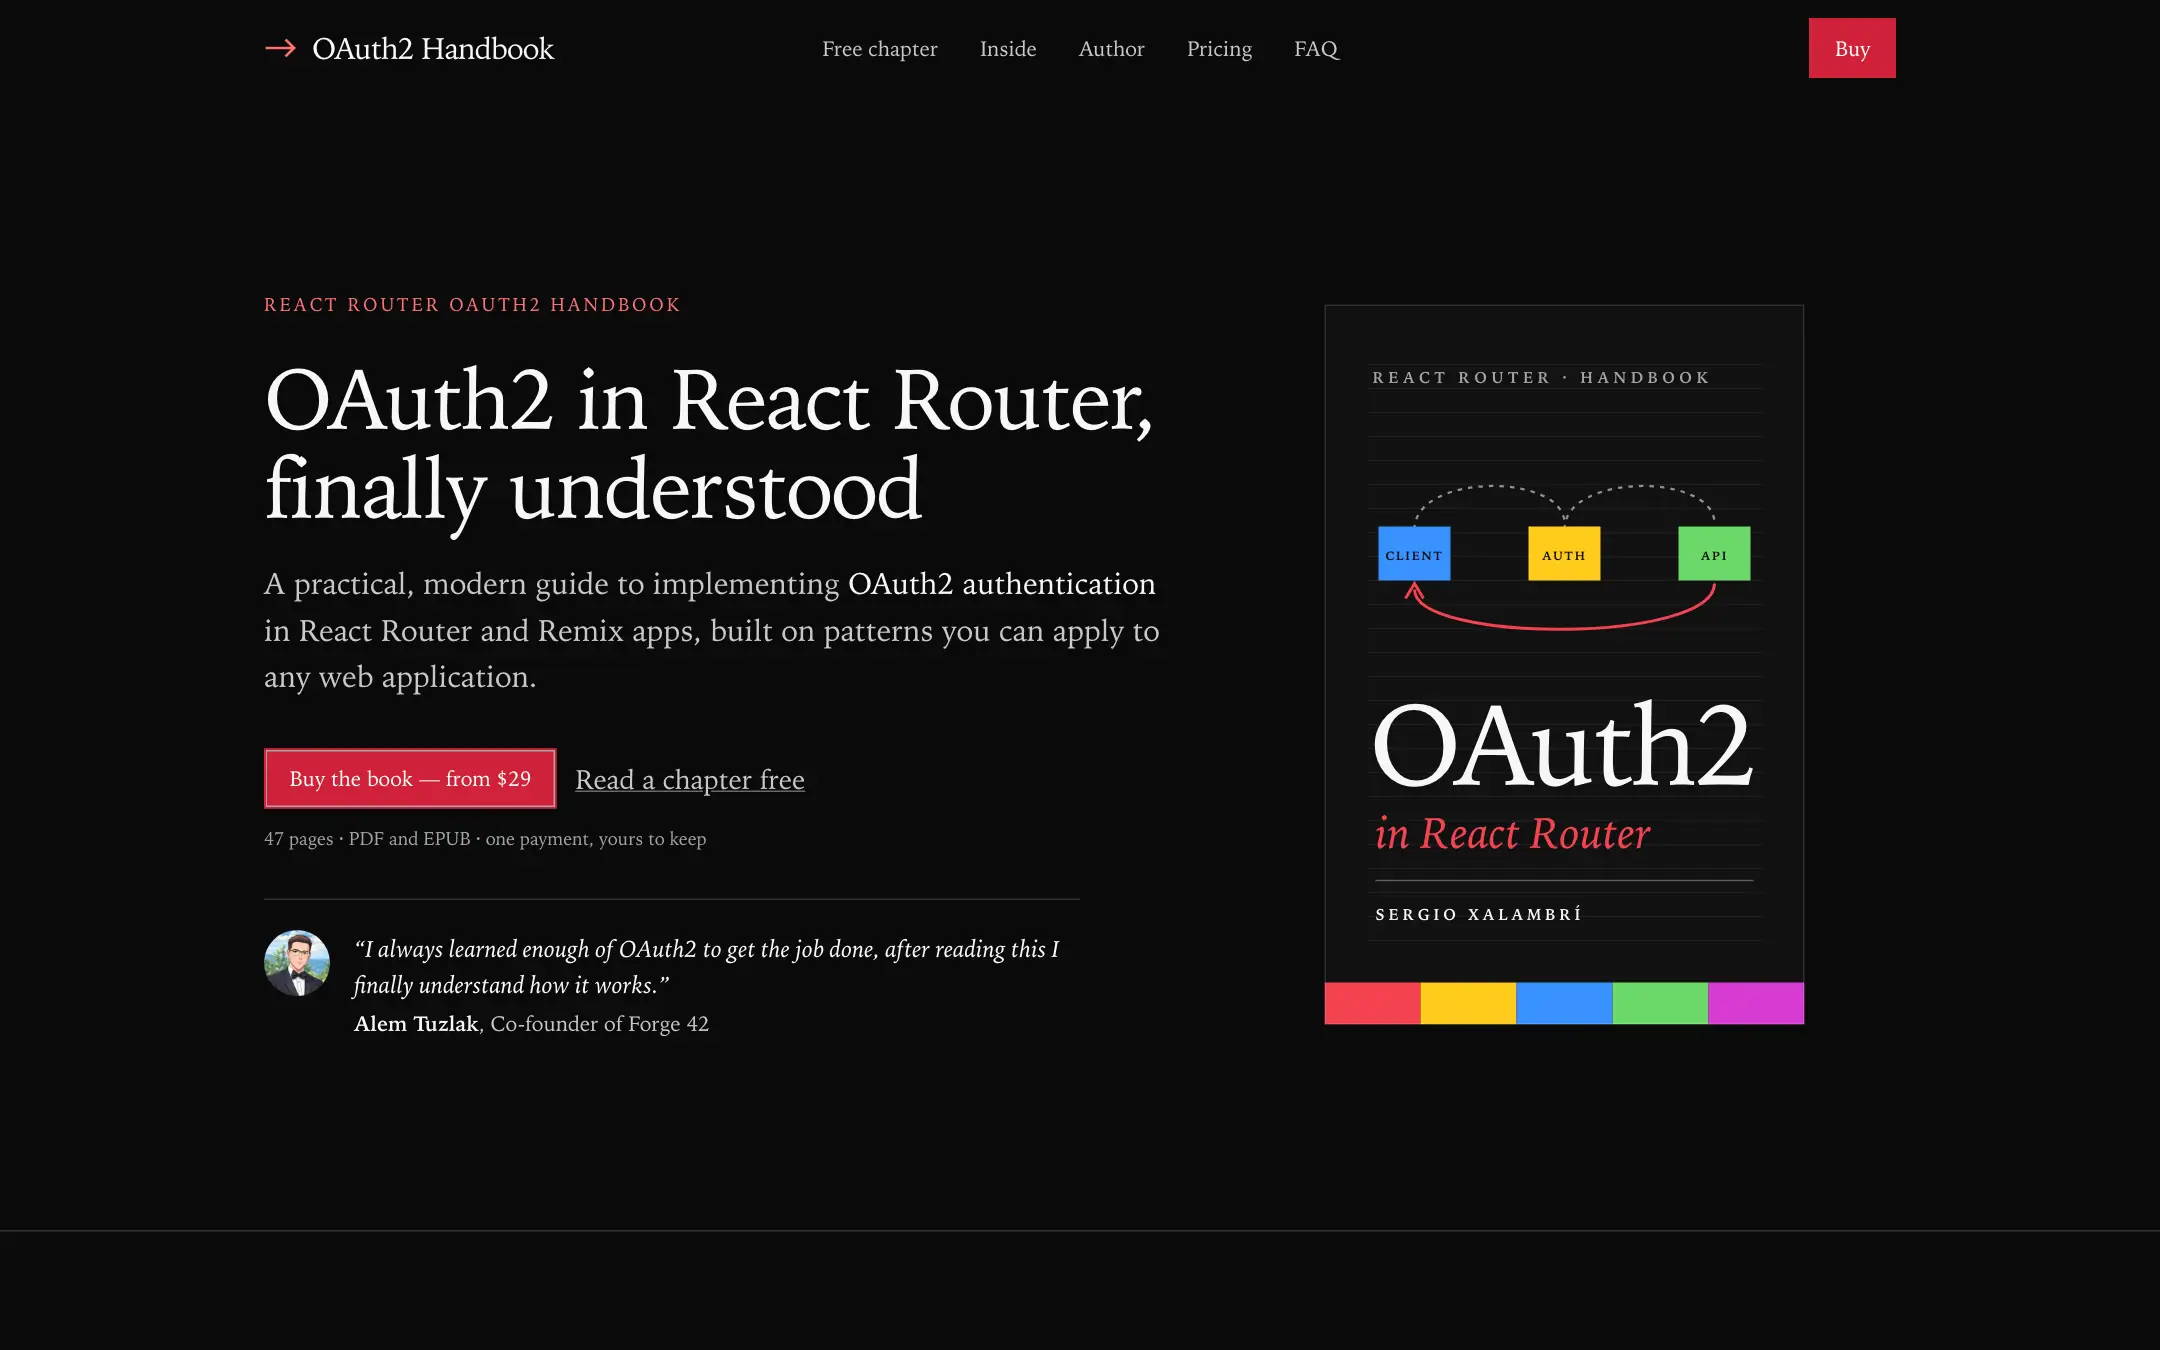 OAuth2 Handbook
Free chapter
Inside
Author
Pricing
FAQ
Buy
REACT ROUTER OAUTH2 HANDBOOK
OAuth2 in React Router,
finally understood
A practical, modern guide to implementing OAuth2 authentication
in React Router and Remix apps, built on patterns you can apply to
any web application.
Buy the book — from $29
Read a chapter free
47 pages · PDF and EPUB · one payment, yours to keep
“I always learned enough of OAuth2 to get the job done, after reading this I
finally understand how it works.”
Alem Tuzlak, Co-founder of Forge 42
REACT ROUTER · HANDBOOK
CLIENT
AUTH
API
OAuth2
in React Router
SERGIO XALAMBRÍ